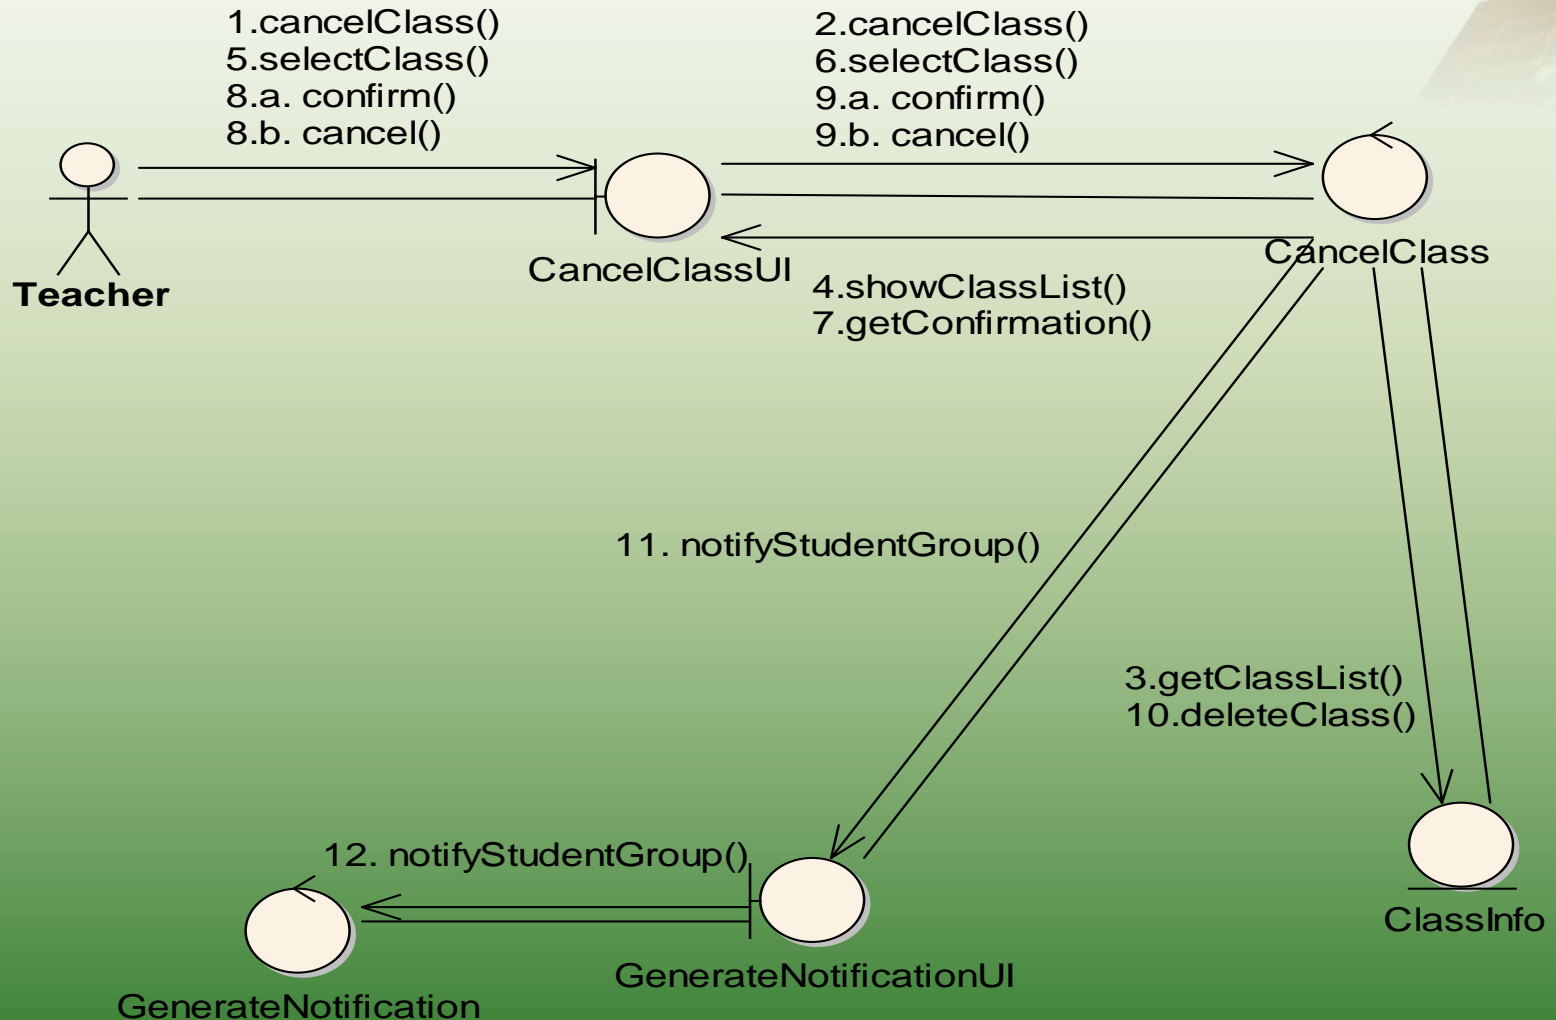 1.cancelClass()
5.selectClass()
8.a. confirm()
8.b. cancel()
2.cancelClass()
6.selectClass()
9.a. confirm()
9.b. cancel()
Teacher
CancelClassUI
CancelClass
4.showClassList()
7.getConfirmation()
11. notifyStudentGroup()
3.getClassList()
10.deleteClass()
12. notifyStudentGroup()
ClassInfo
GenerateNotificationUI
GenerateNotification